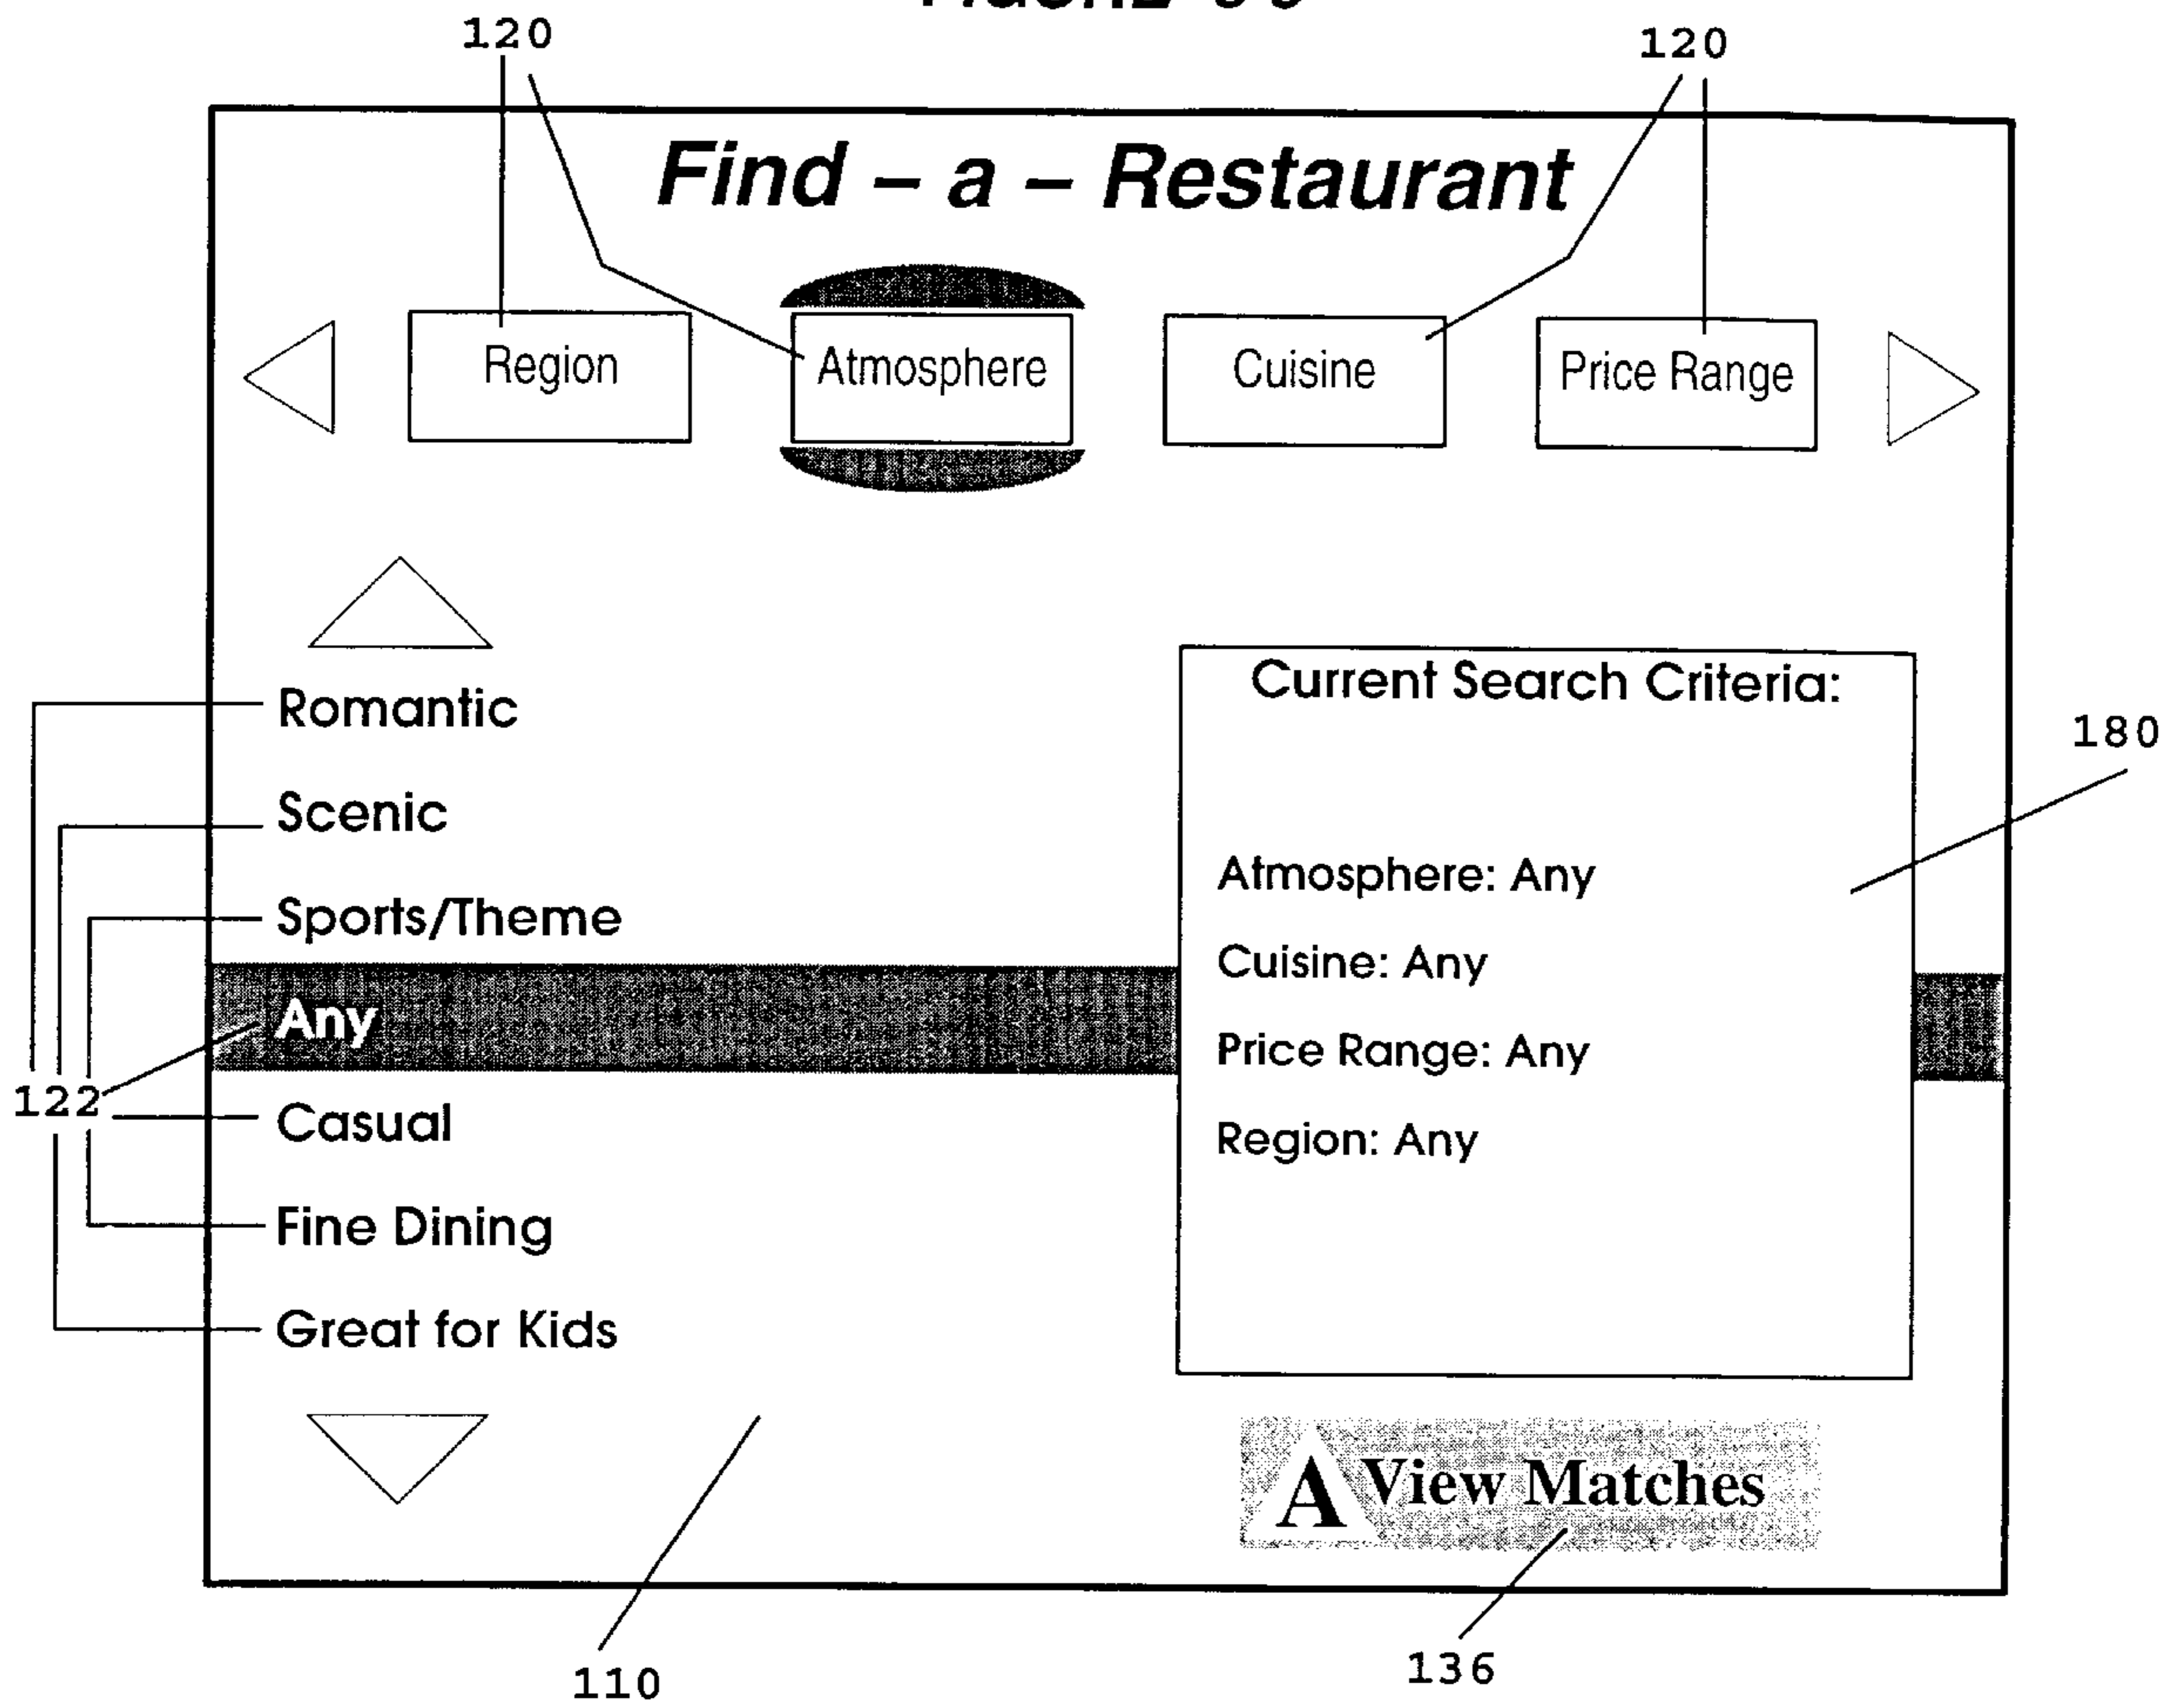 120 120
Find - a - Restaurant
Region Atmosphere Cuisine Price Range
Romantic
Scenic
Sports/Theme
Any
Casual
Fine Dining
Great for Kids
122
Current Search Criteria:
Atmosphere: Any
Cuisine: Any
Price Range: Any
Region: Any
180
A View Matches
110
136